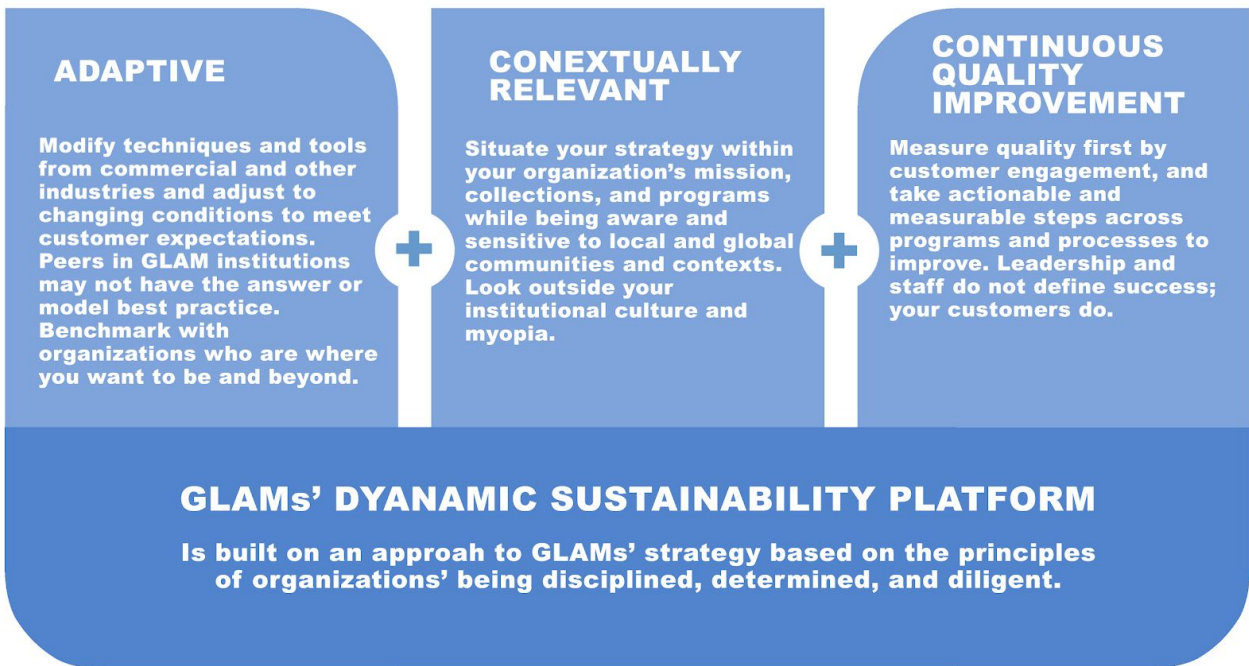 ADAPTIVE
Modify techniques and tools
from commercial and other
industries and adjust to
changing conditions to meet
customer expectations.
Peers in GLAM institutions
may not have the answer or
model best practice.
Benchmark with
organizations who are where
you want to be and beyond.
CONEXTUALLY
RELEVANT
Situate your strategy within
your organization’s mission,
collections, and programs
while being aware and
sensitive to local and global
communities and contexts.
Look outside your
institutional culture and
myopia.
CONTINUOUS
QUALITY
IMPROVEMENT
Measure quality first by
customer engagement, and
take actionable and
measurable steps across
programs and processes to
improve. Leadership and
staff do not define success;
your customers do.
GLAMs’ DYANAMIC SUSTAINABILITY PLATFORM
Is built on an approah to GLAMs’ strategy based on the principles
of organizations’ being disciplined, determined, and diligent.